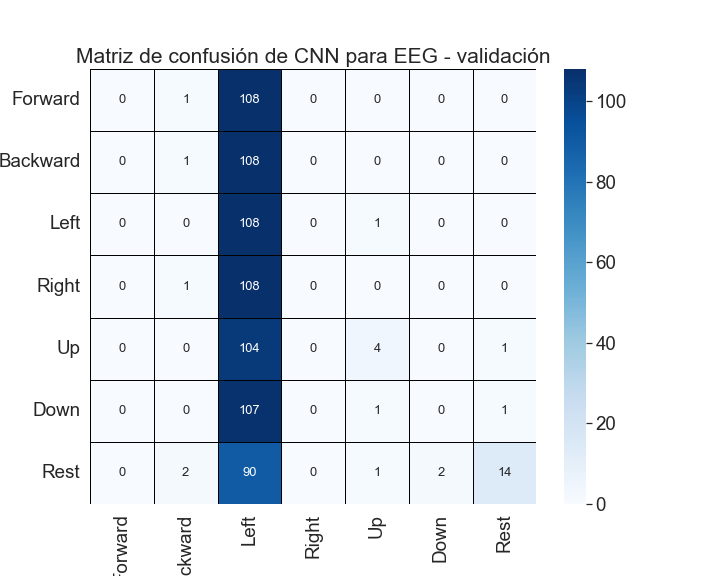 Matriz de confusión de CNN para EEG - validación
Forward 0 1 108 0 0 0 0
Backward 0 1 108 0 0 0 0
Left 0 0 108 0 1 0 0
Right 0 1 108 0 0 0 0
Up 0 0 104 0 4 0 1
Down 0 0 107 0 1 0 1
Rest 0 2 90 0 1 2 14
Forward ckward Left Right Up Down Rest
100
80
60
40
20
0